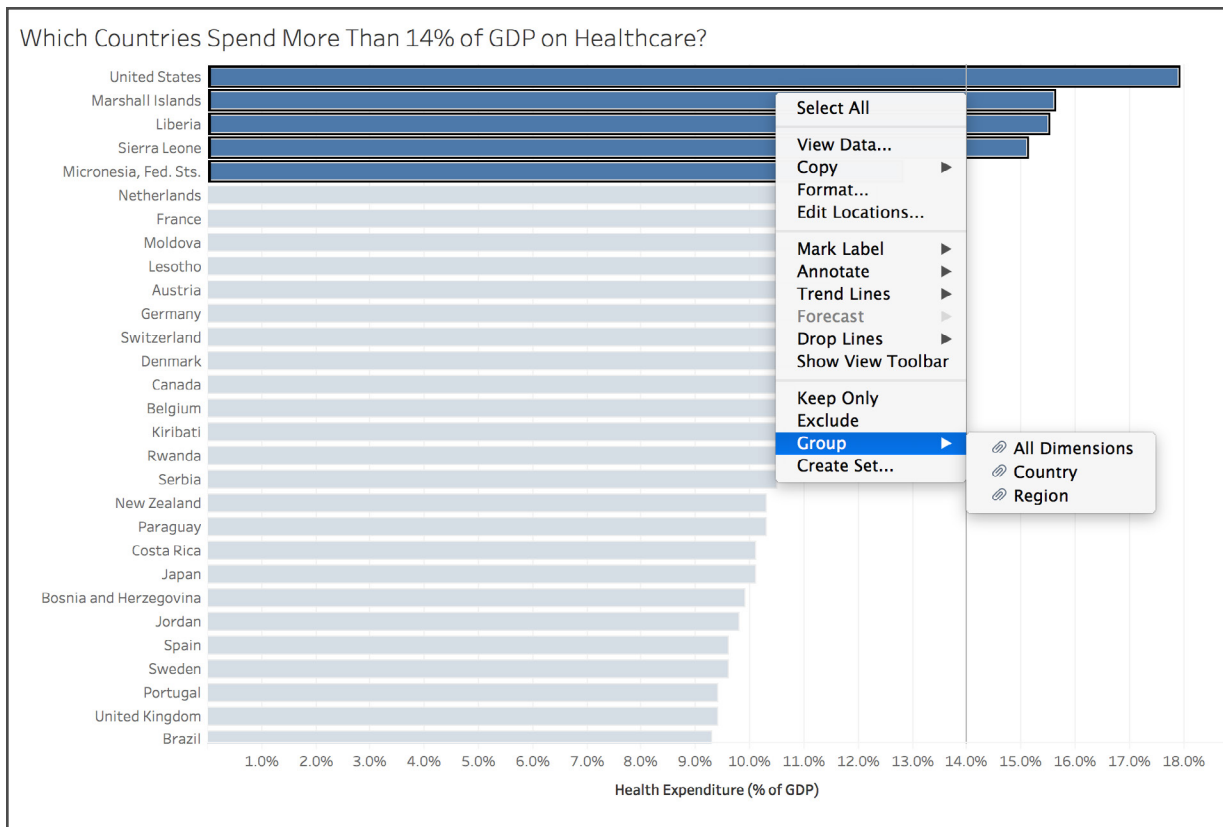 Which Countries Spend More Than 14% of GDP on Healthcare?
United States
Marshall Islands
Liberia
Sierra Leone
Micronesia, Fed. Sts.
Netherlands
France
Moldova
Lesotho
Austria
Germany
Switzerland
Denmark
Canada
Belgium
Kiribati
Rwanda
Serbia
New Zealand
Paraguay
Costa Rica
Japan
Bosnia and Herzegovina
Jordan
Spain
Sweden
Portugal
United Kingdom
Brazil
Select All
View Data...
Copy
Format...
Edit Locations...
Mark Label
Annotate
Trend Lines
Forecast
Drop Lines
Show View Toolbar
Keep Only
Exclude
Group
Create Set...
All Dimensions
Country
Region
1.0% 2.0% 3.0% 4.0% 5.0% 6.0% 7.0% 8.0% 9.0% 10.0% 11.0% 12.0% 13.0% 14.0% 15.0% 16.0% 17.0% 18.0%
Health Expenditure (% of GDP)